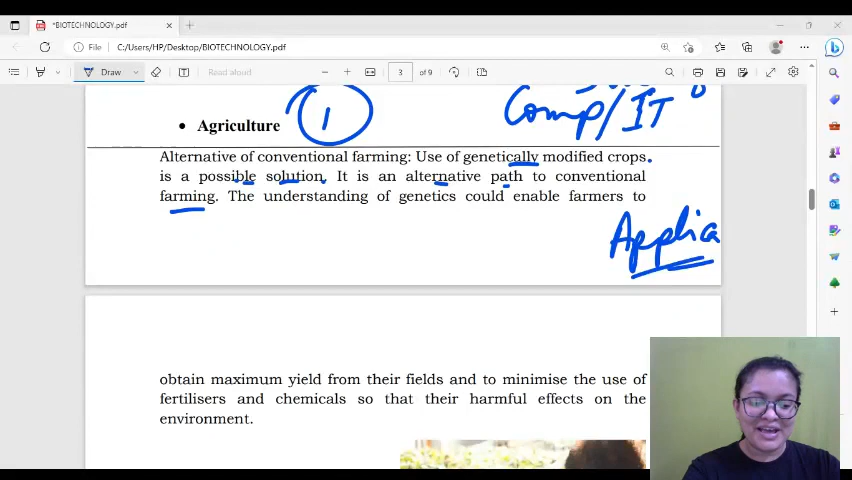 *BIOTECHNOLOGY.pdf
File
C:/Users/HP/Desktop/BIOTECHNOLOGY.pdf
Draw
Read aloud
3
of 9
1
Comp/IT
• Agriculture
Alternative of conventional farming: Use of genetically modified crops
is a possible solution. It is an alternative path to conventional
farming. The understanding of genetics could enable farmers to
Applica
obtain maximum yield from their fields and to minimise the use of
fertilisers and chemicals so that their harmful effects on the
environment.